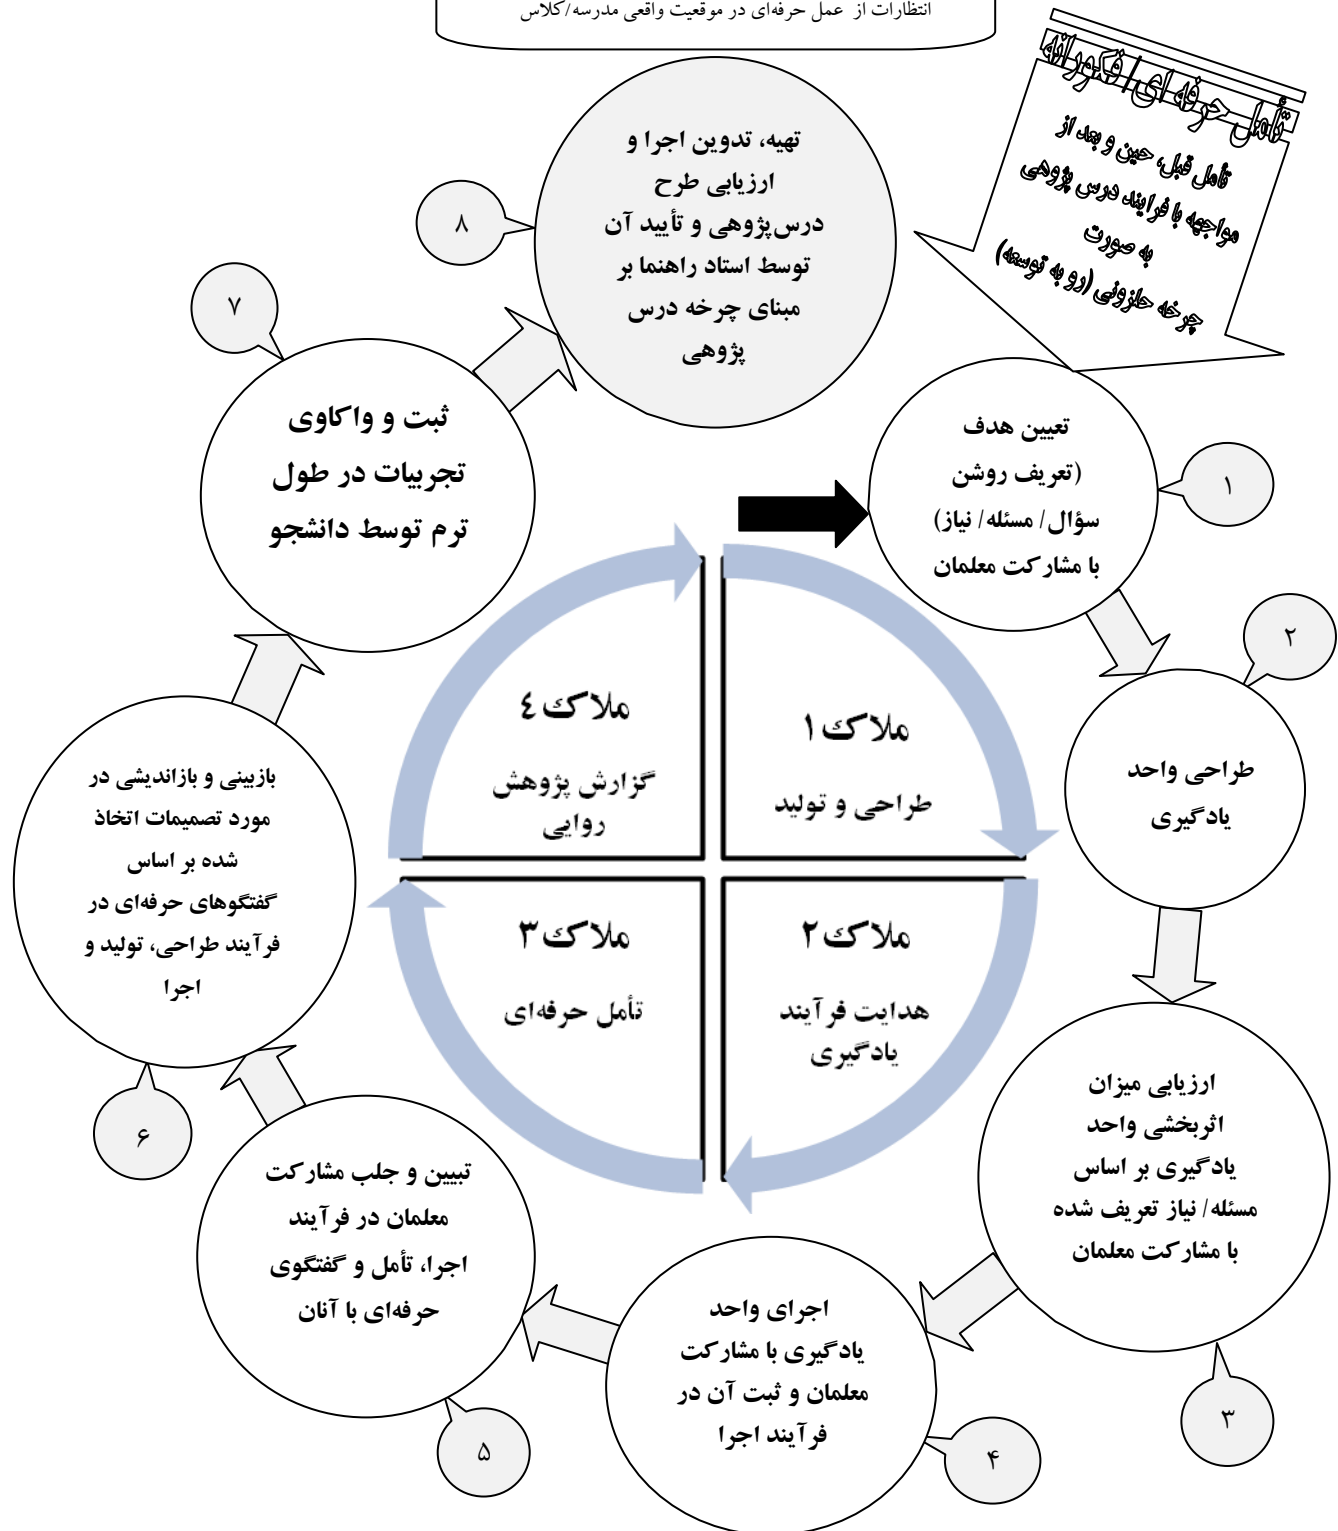 انتظارات از عمل حرفه‌ای در موقعیت واقعی مدرسه/کلاس
تأمل حرفه ای/ فکورانه
تأمل قبل، حین و بعد از
مواجهه با فرایند درس پژوهی
به صورت
چرخه حلزونی (رو به توسعه)
تعیین هدف
(تعریف روشن
سؤال/ مسئله/ نیاز)
با مشارکت معلمان
۱
طراحی واحد
یادگیری
۲
ارزیابی میزان
اثربخشی واحد
یادگیری بر اساس
مسئله/ نیاز تعریف شده
با مشارکت معلمان
۳
اجرای واحد
یادگیری با مشارکت
معلمان و ثبت آن در
فرآیند اجرا
۴
تبیین و جلب مشارکت
معلمان در فرآیند
اجرا، تأمل و گفتگوی
حرفه‌ای با آنان
۵
بازبینی و بازاندیشی در
مورد تصمیمات اتخاذ
شده بر اساس
گفتگوهای حرفه‌ای در
فرآیند طراحی، تولید و
اجرا
۶
ثبت و واکاوی
تجربیات در طول
ترم توسط دانشجو
۷
تهیه، تدوین اجرا و
ارزیابی طرح
درس‌پژوهی و تأیید آن
توسط استاد راهنما بر
مبنای چرخه درس
پژوهی
۸
ملاک ۱
طراحی و تولید
ملاک ۲
هدایت فرآیند
یادگیری
ملاک ۳
تأمل حرفه‌ای
ملاک ٤
گزارش پژوهش
روایی